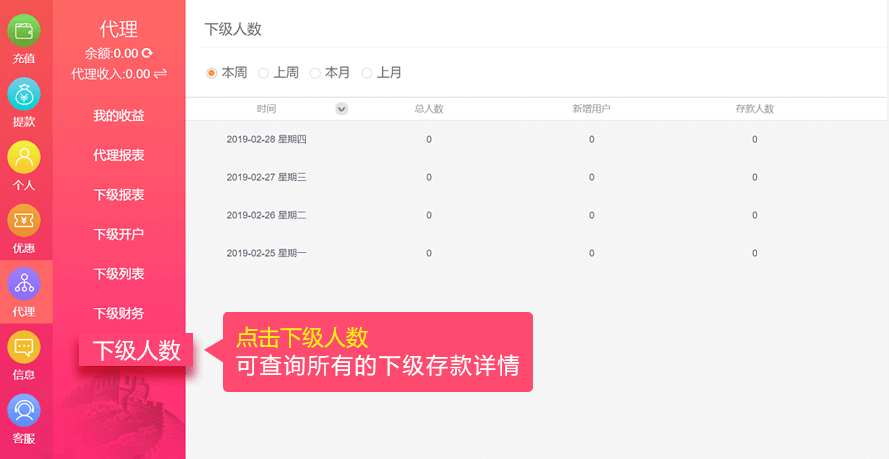 充值
提款
个人
优惠
代理
信息
客服
代理
余额:0.00
代理收入:0.00
我的收益
代理报表
下级报表
下级开户
下级列表
下级财务
下级人数
下级人数
本周 上周 本月 上月
时间 总人数 新增用户 存款人数
2019-02-28 星期四 0 0 0
2019-02-27 星期三 0 0 0
2019-02-26 星期二 0 0 0
2019-02-25 星期一 0 0 0
点击下级人数
可查询所有的下级存款详情